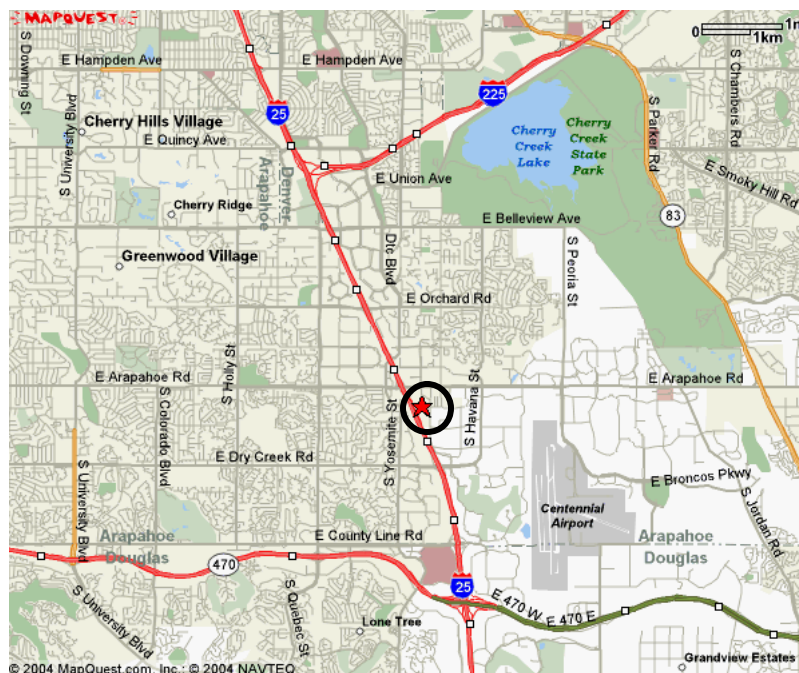 MAPQUEST
0
1m
1km
S Downing St
E Hampden Ave
E Hampden Ave
225
25
S Parker Rd
S Chambers Rd
S University Blvd
Cherry Hills Village
E Quincy Ave
Cherry
Creek
Lake
Cherry
Creek
State
Park
Arapahoe
Denver
E Union Ave
E Smoky Hill Rd
Cherry Ridge
E Belleview Ave
83
Greenwood Village
Dtc Blvd
S Peoria St
E Orchard Rd
S Holly St
E Arapahoe Rd
E Arapahoe Rd
S Colorado Blvd
S Yosemite St
S Havana St
E Dry Creek Rd
S University Blvd
E Broncos Pkwy
S Jordan Rd
Centennial
Airport
Arapahoe
Douglas
E County Line Rd
Arapahoe
Douglas
470
25
S University Blvd
S Quebec St
E 470 W
E 470 E
Lone Tree
Grandview Estates
© 2004 MapQuest.com, Inc.; © 2004 NAVTEQ